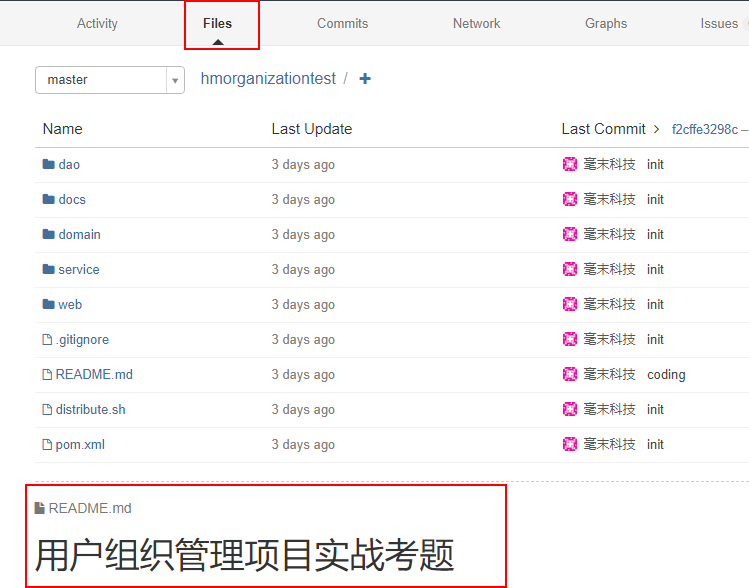 Activity Files Commits Network Graphs Issues
master hmorganizationtest /
Name Last Update Last Commit f2cffe3298c –
dao 3 days ago 毫末科技 init
docs 3 days ago 毫末科技 init
domain 3 days ago 毫末科技 init
service 3 days ago 毫末科技 init
web 3 days ago 毫末科技 init
.gitignore 3 days ago 毫末科技 init
README.md 3 days ago 毫末科技 coding
distribute.sh 3 days ago 毫末科技 init
pom.xml 3 days ago 毫末科技 init
README.md
用户组织管理项目实战考题